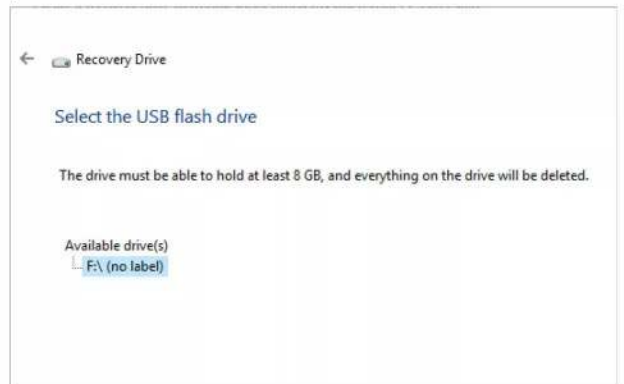 Recovery Drive
Select the USB flash drive
The drive must be able to hold at least 8 GB, and everything on the drive will be deleted.
Available drive(s)
F:\ (no label)